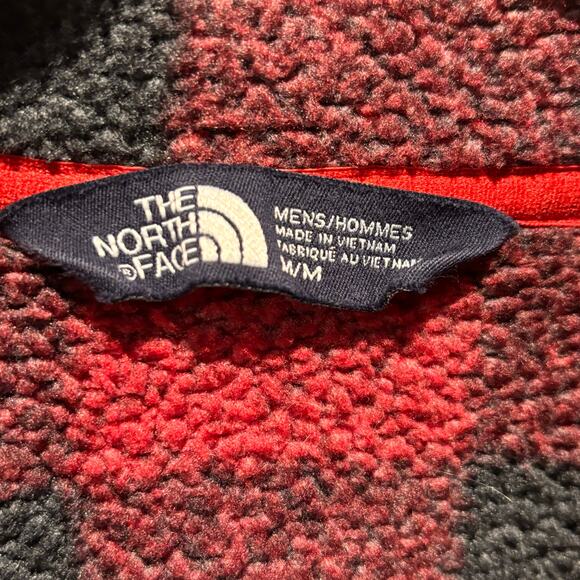 THE
NORTH
FACE
®
MENS/HOMMES
MADE IN VIETNAM
FABRIQUÉ AU VIETNAM
M/M